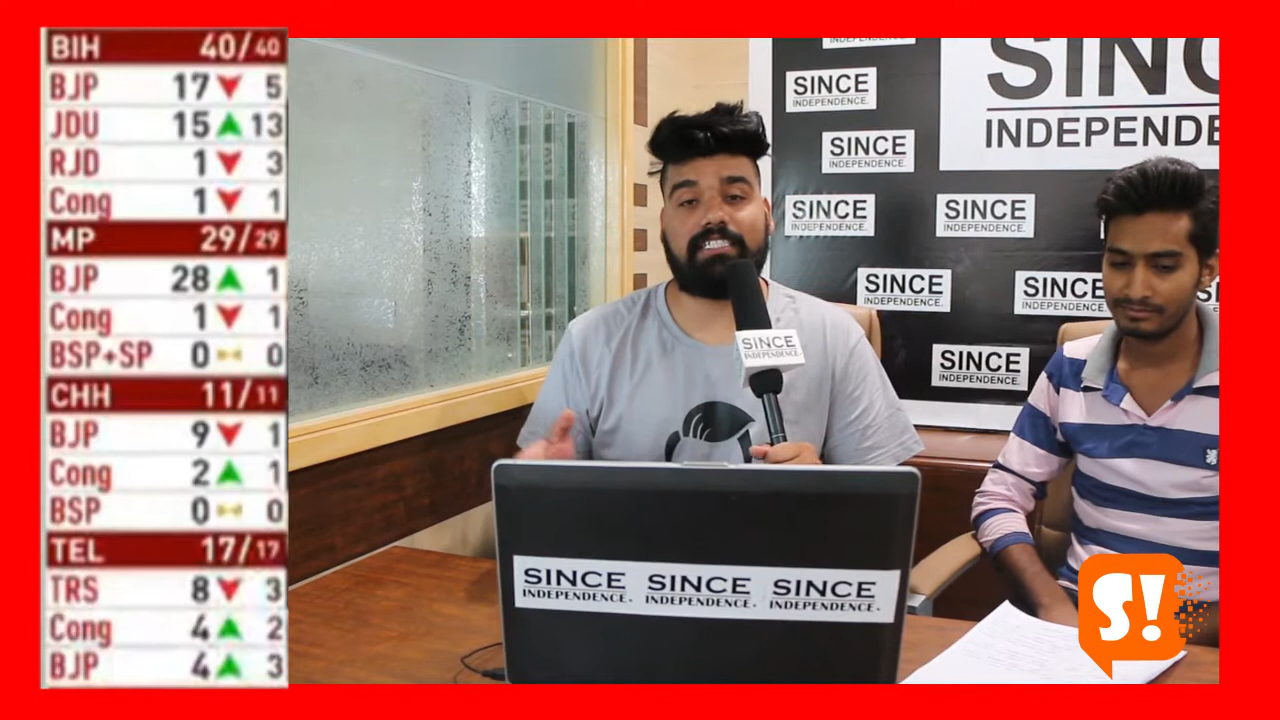 BIH 40/40
BJP 17 5
JDU 15 13
RJD 1 3
Cong 1 1
MP 29/29
BJP 28 1
Cong 1 1
BSP+SP 0 0
CHH 11/11
BJP 9 1
Cong 2 1
BSP 0 0
TEL 17/17
TRS 8 3
Cong 4 2
BJP 4 3
INDEPENDENCE.
SINCE
INDEPENDENCE.
SINCE
INDEPENDENCE.
SINCE
INDEPENDENCE.
SINCE
INDEPENDENCE.
SINCE
INDEPENDENCE.
SINCE
INDEPENDENCE.
SINCE
INDEPENDENCE.
SINC
INDEPENDE
SINCE
INDEPENDENCE.
SINCE SINCE SINCE
INDEPENDENCE. INDEPENDENCE. INDEPENDENCE.
S!